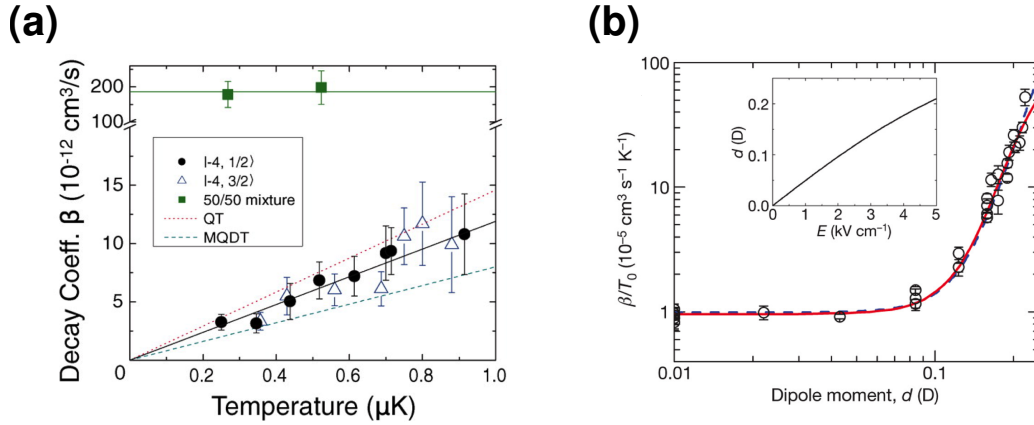 (a)
Decay Coeff. β (10⁻¹² cm³/s)
200
100
15
10
5
0
0.2
0.4
0.6
0.8
1.0
Temperature (μK)
|-4, 1/2⟩
|-4, 3/2⟩
50/50 mixture
QT
MQDT
(b)
β/T₀ (10⁻⁵ cm³ s⁻¹ K⁻¹)
100
10
1
0.01
0.1
Dipole moment, d (D)
d (D)
0.2
0.1
0.0
0
1
2
3
4
5
E (kV cm⁻¹)